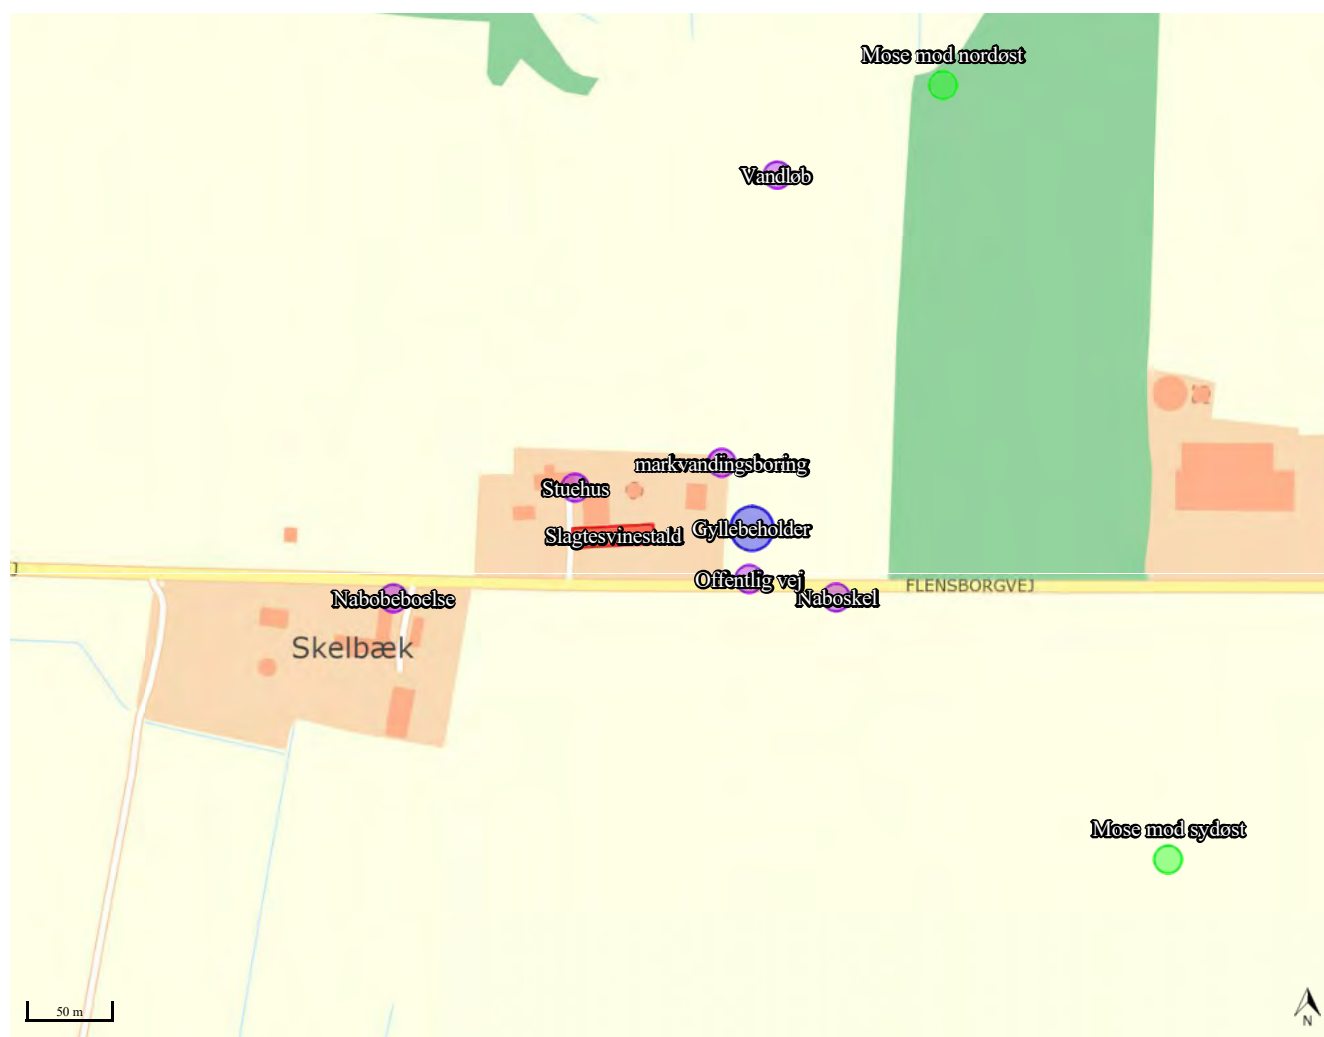 Mose mod nordøst
Vandløb
markvandingsboring
Stuehus
Gyllebeholder
Slagtesvinestald
J
Offentlig vej
FLENSBORGVEJ
Nabobeboelse
Naboskel
Skelbæk
Mose mod sydøst
50 m
N